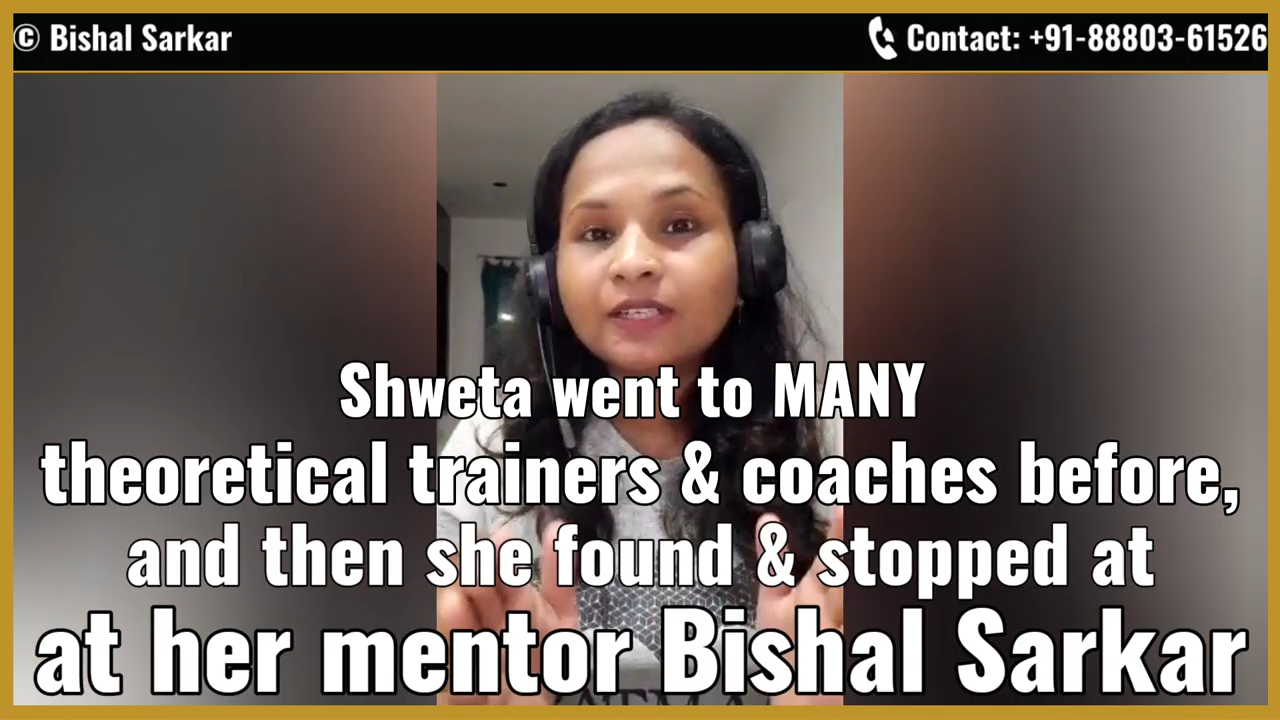 © Bishal Sarkar
Contact: +91-88803-61526
Shweta went to MANY
theoretical trainers & coaches before,
and then she found & stopped at
at her mentor Bishal Sarkar